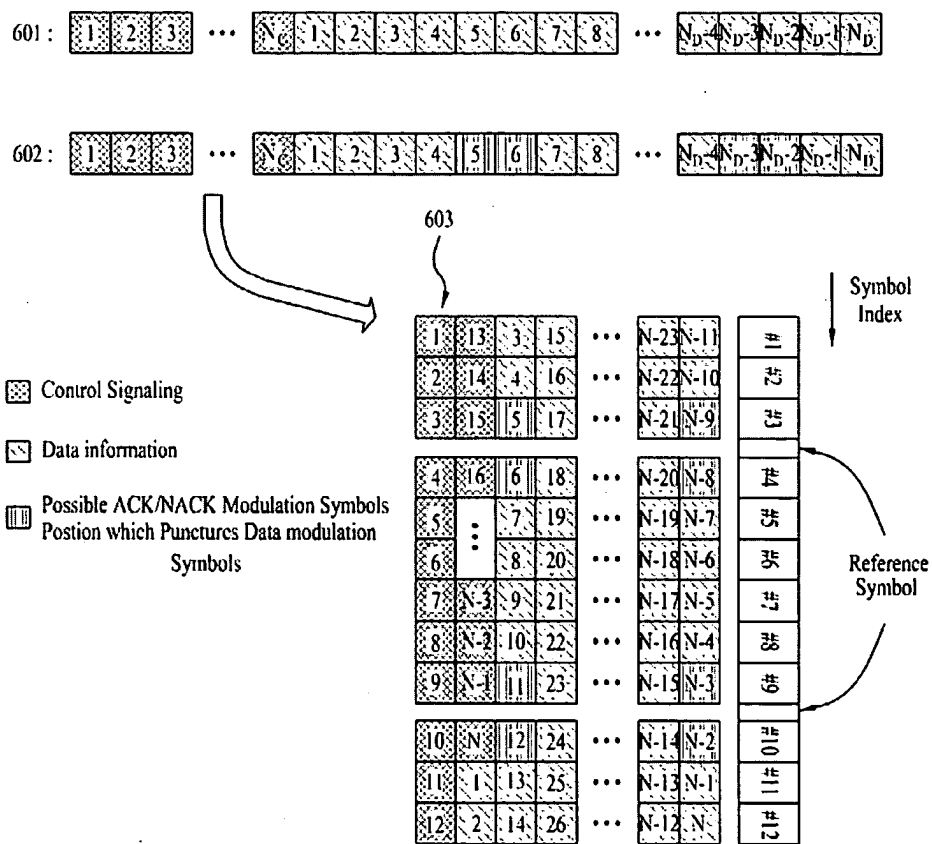 601 : 1 2 3 ••• N_C 1 2 3 4 5 6 7 8 ••• N_D-4 N_D-3 N_D-2 N_D-1 N_D
602 : 1 2 3 ••• N_C 1 2 3 4 5 6 7 8 ••• N_D-4 N_D-3 N_D-2 N_D-1 N_D
603
Symbol
Index
1 13 3 15 ••• N-23 N-11 #1
2 14 4 16 N-22 N-10 #2
3 15 5 17 ••• N-21 N-9 #3
4 16 6 18 ••• N-20 N-8 #4
5 ••• 7 19 ••• N-19 N-7 #5
6 8 20 ••• N-18 N-6 #6
7 N-3 9 21 ••• N-17 N-5 #7
8 N-2 10 22 ••• N-16 N-4 #8
9 N-1 11 23 ••• N-15 N-3 #9
10 N 12 24 ••• N-14 N-2 #10
11 1 13 25 ••• N-13 N-1 #11
12 2 14 26 ••• N-12 N #12
Control Signaling
Data information
Possible ACK/NACK Modulation Symbols
Postion which Punctures Data modulation
Symbols
Reference
Symbol